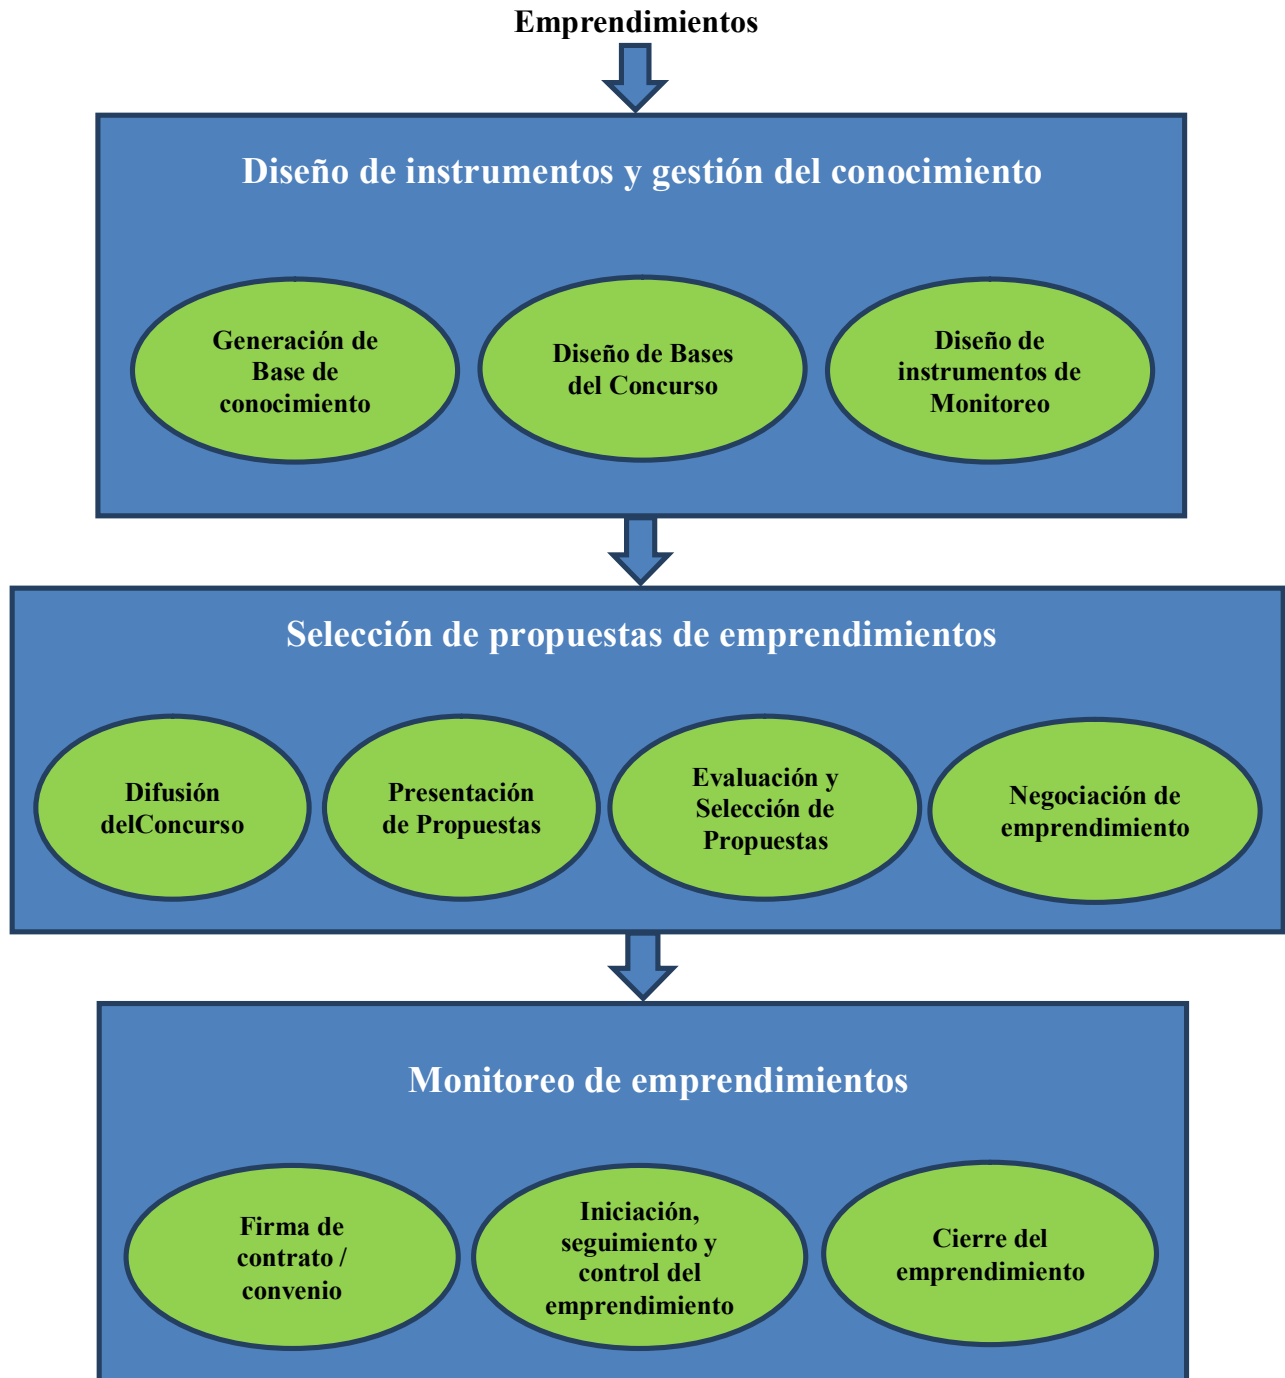 Emprendimientos
Diseño de instrumentos y gestión del conocimiento
Generación de
Base de
conocimiento
Diseño de Bases
del Concurso
Diseño de
instrumentos de
Monitoreo
Selección de propuestas de emprendimientos
Difusión
delConcurso
Presentación
de Propuestas
Evaluación y
Selección de
Propuestas
Negociación de
emprendimiento
Monitoreo de emprendimientos
Firma de
contrato /
convenio
Iniciación,
seguimiento y
control del
emprendimiento
Cierre del
emprendimiento